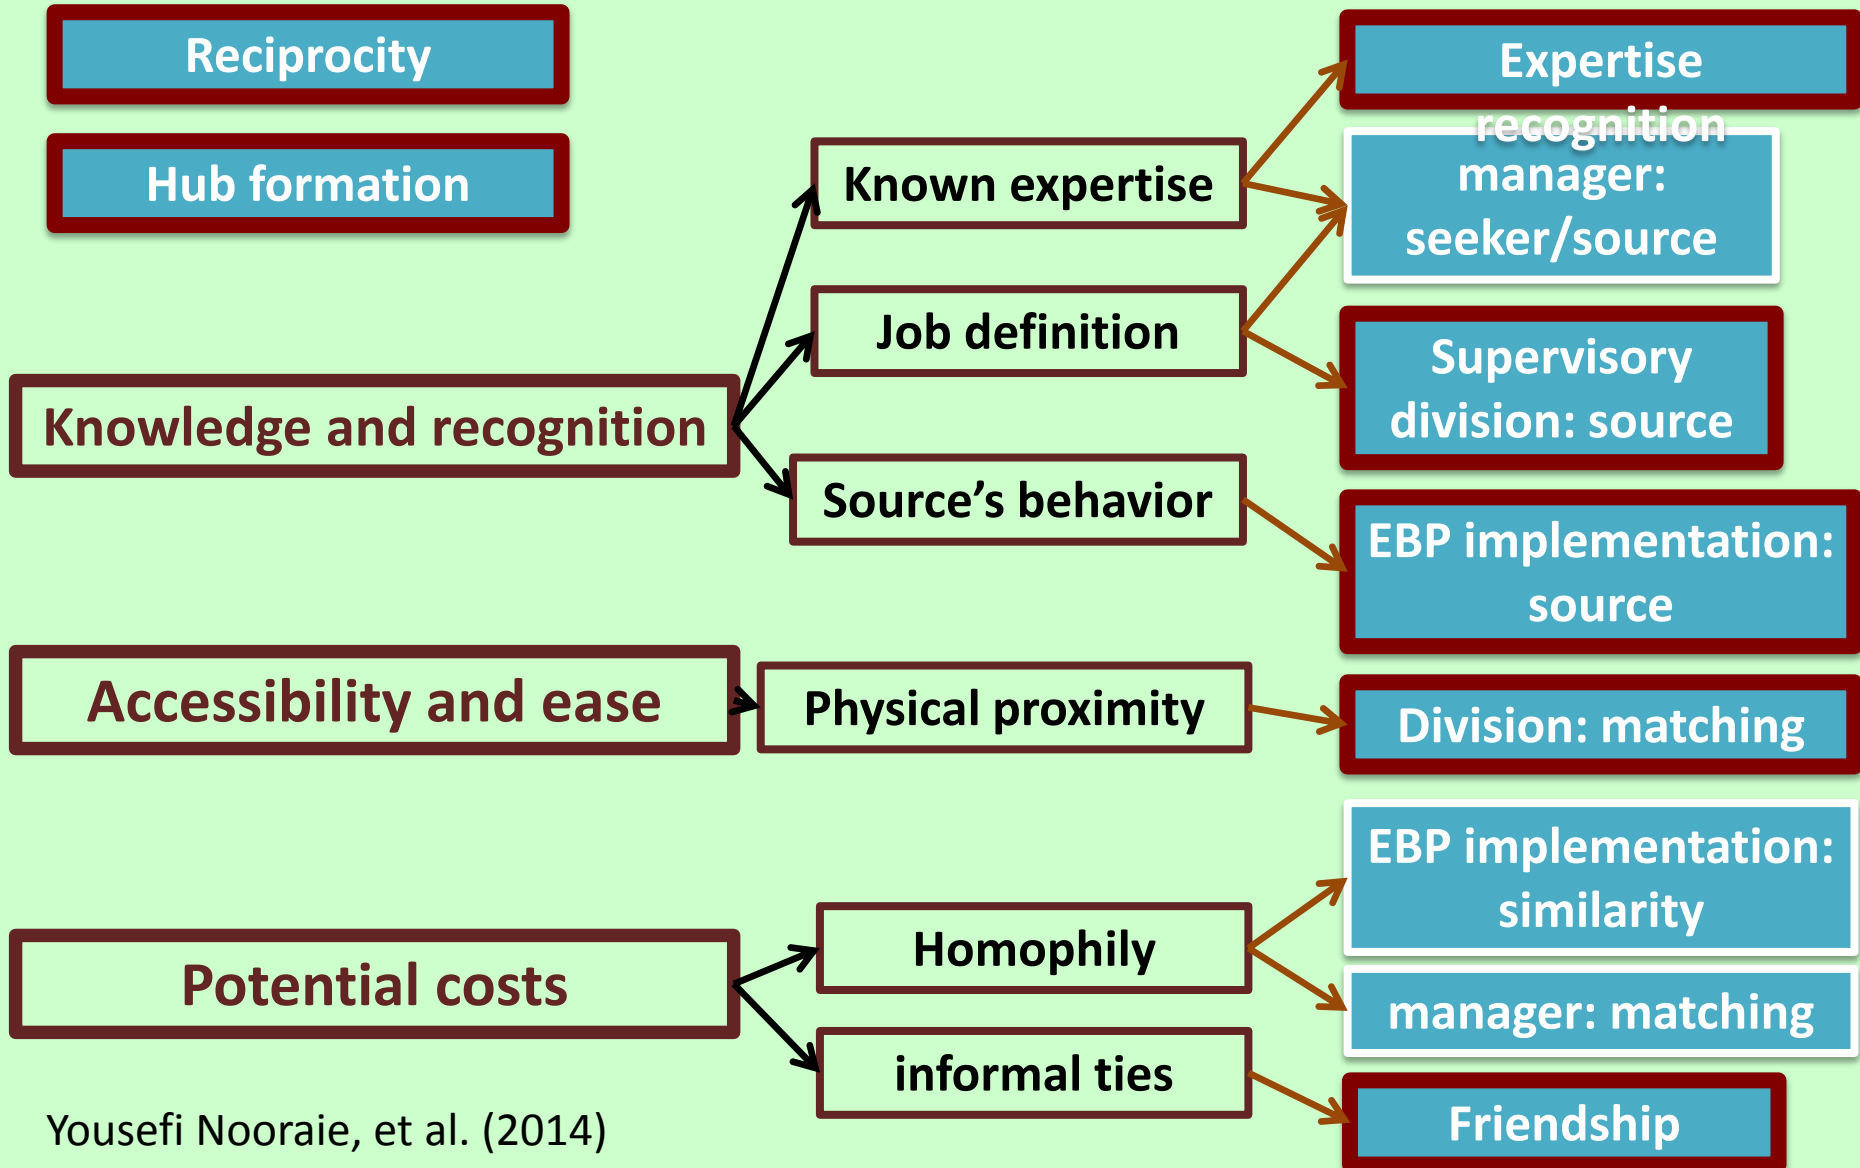 Reciprocity
Hub formation
Knowledge and recognition
Accessibility and ease
Potential costs
Known expertise
Job definition
Source’s behavior
Physical proximity
Homophily
informal ties
Expertise
recognition
manager:
seeker/source
Supervisory
division: source
EBP implementation:
source
Division: matching
EBP implementation:
similarity
manager: matching
Friendship
Yousefi Nooraie, et al. (2014)